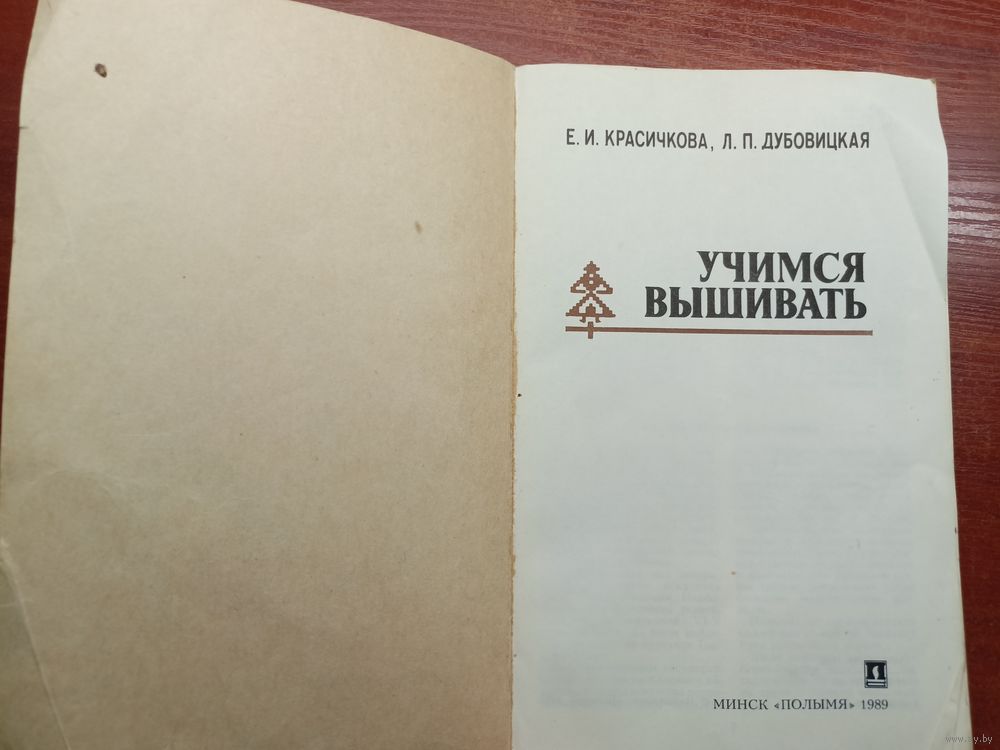 Е. И. КРАСИЧКОВА, Л. П. ДУБОВИЦКАЯ
УЧИМСЯ
ВЫШИВАТЬ
МИНСК «ПОЛЫМЯ» 1989